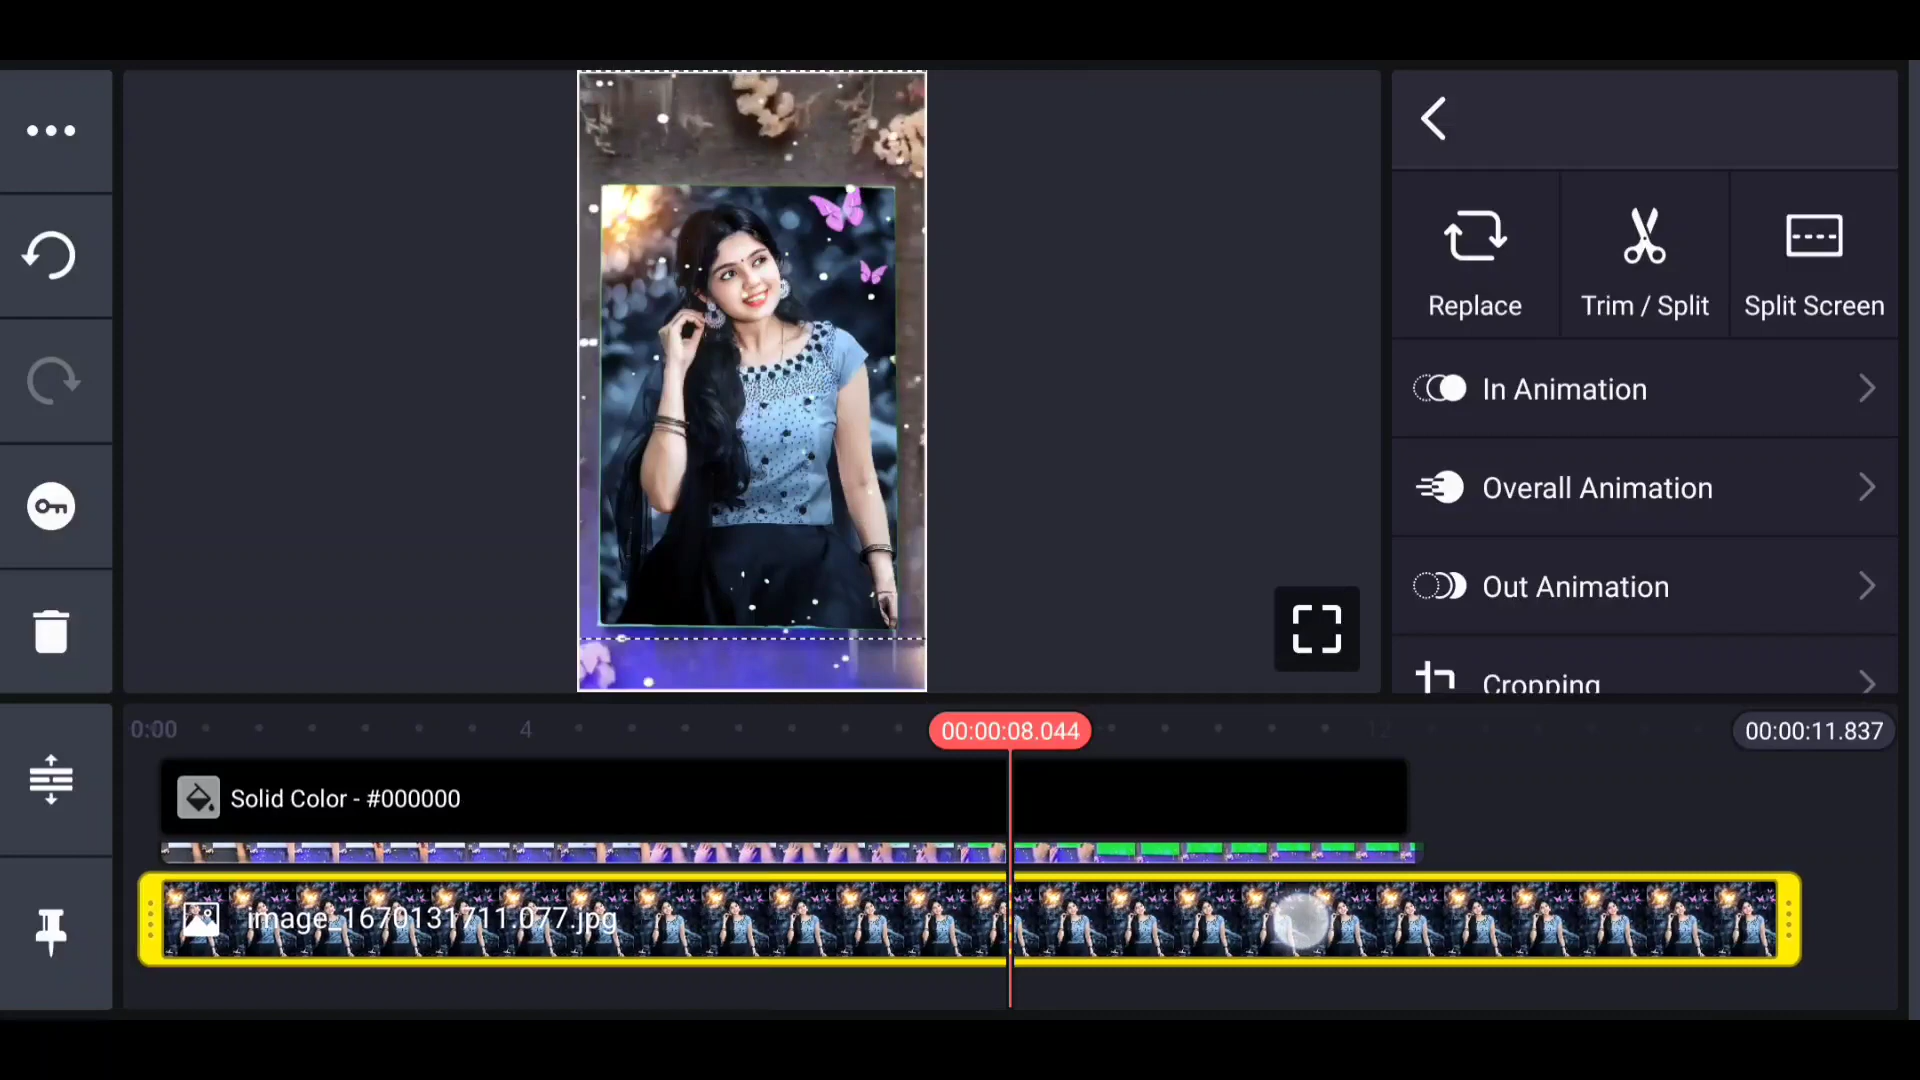 Replace
Trim / Split
Split Screen
In Animation
Overall Animation
Out Animation
Cropping
0:00
4
00:00:08.044
12
00:00:11.837
Solid Color - #000000
image_1670131711.077.jpg